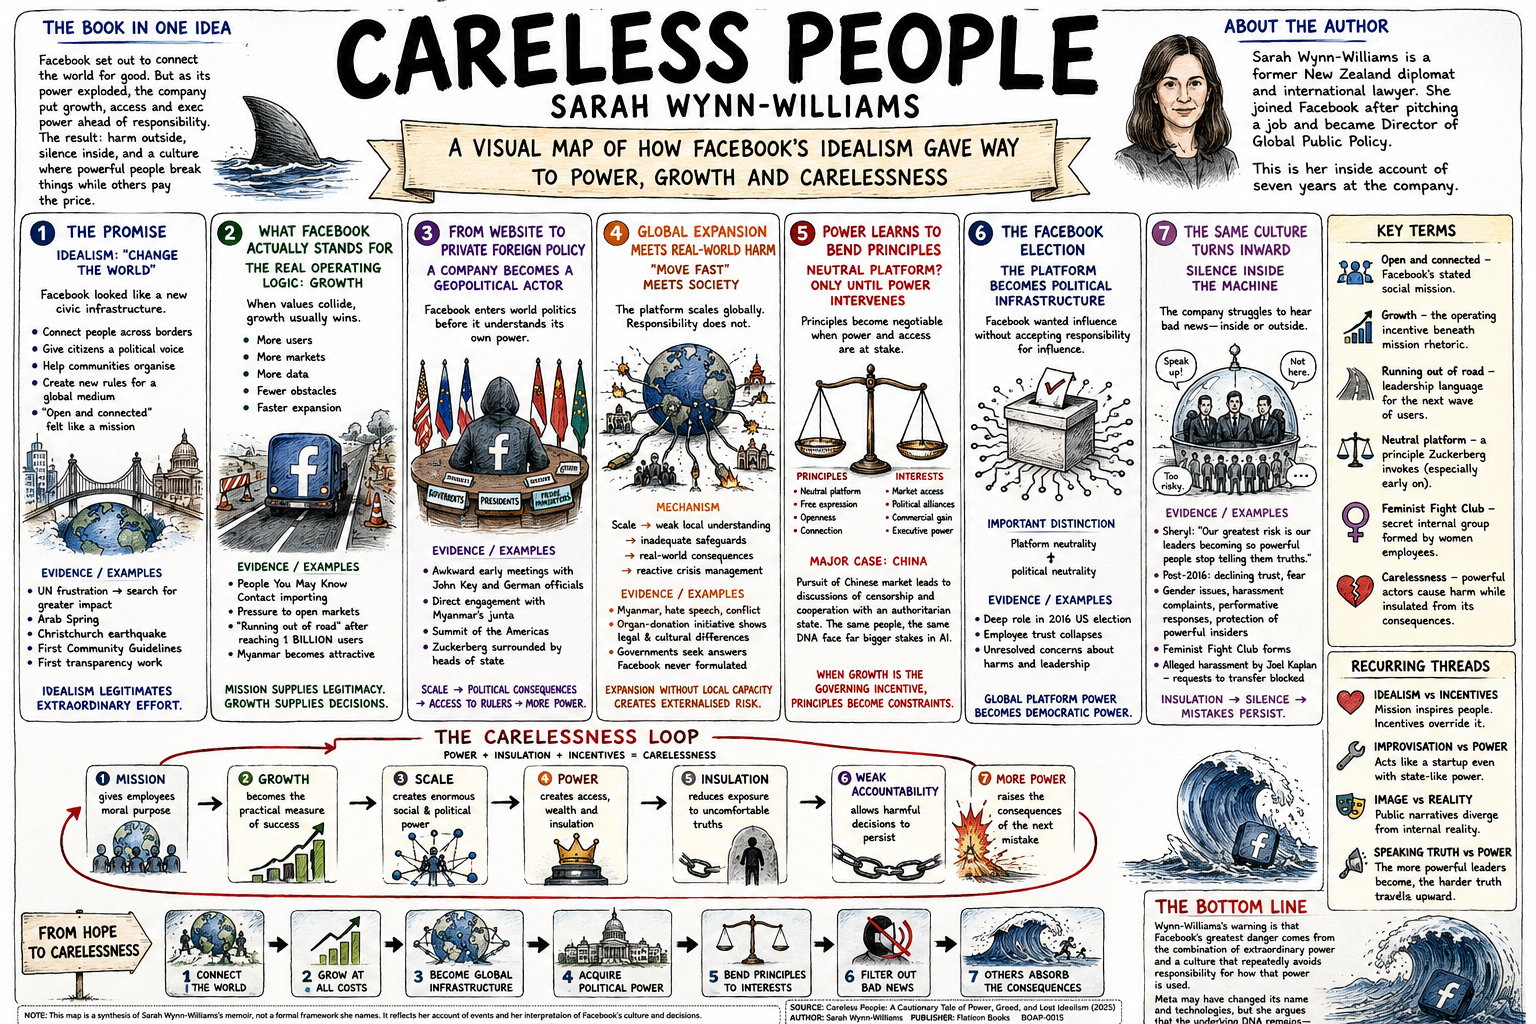 THE BOOK IN ONE IDEA
Facebook set out to connect
the world for good. But as its
power exploded, the company
put growth, access and exec
power ahead of responsibility.
The result: harm outside,
silence inside, and a culture
where powerful people break
things while others pay
the price.
CARELESS PEOPLE
SARAH WYNN-WILLIAMS
A VISUAL MAP OF HOW FACEBOOK'S IDEALISM GAVE WAY
TO POWER, GROWTH AND CARELESSNESS
ABOUT THE AUTHOR
Sarah Wynn-Williams is a
former New Zealand diplomat
and international lawyer. She
joined Facebook after pitching
a job and became Director of
Global Public Policy.
This is her inside account of
seven years at the company.
1 THE PROMISE
IDEALISM: "CHANGE
THE WORLD"
Facebook looked like a new
civic infrastructure.
• Connect people across borders
• Give citizens a political voice
• Help communities organise
• Create new rules for a
global medium
• "Open and connected"
felt like a mission
EVIDENCE / EXAMPLES
• UN frustration → search for
greater impact
• Arab Spring
• Christchurch earthquake
• First Community Guidelines
• First transparency work
IDEALISM LEGITIMATES
EXTRAORDINARY EFFORT.
2 WHAT FACEBOOK
ACTUALLY STANDS FOR
THE REAL OPERATING
LOGIC: GROWTH
When values collide,
growth usually wins.
• More users
• More markets
• More data
• Fewer obstacles
• Faster expansion
f
EVIDENCE / EXAMPLES
• People You May Know
Contact importing
• Pressure to open markets
• "Running out of road" after
reaching 1 BILLION users
• Myanmar becomes attractive
MISSION SUPPLIES LEGITIMACY.
GROWTH SUPPLIES DECISIONS.
3 FROM WEBSITE TO
PRIVATE FOREIGN POLICY
A COMPANY BECOMES A
GEOPOLITICAL ACTOR
Facebook enters world politics
before it understands its
own power.
f
PRESIDENTS
EVIDENCE / EXAMPLES
• Awkward early meetings with
John Key and German officials
• Direct engagement with
Myanmar's junta
• Summit of the Americas
• Zuckerberg surrounded by
heads of state
SCALE → POLITICAL CONSEQUENCES
→ ACCESS TO RULERS → MORE POWER.
4 GLOBAL EXPANSION
MEETS REAL-WORLD HARM
"MOVE FAST"
MEETS SOCIETY
The platform scales globally.
Responsibility does not.
MECHANISM
Scale → weak local understanding
→ inadequate safeguards
→ real-world consequences
→ reactive crisis management
EVIDENCE / EXAMPLES
• Myanmar, hate speech, conflict
• Organ-donation initiative shows
legal & cultural differences
• Governments seek answers
Facebook never formulated
EXPANSION WITHOUT LOCAL CAPACITY
CREATES EXTERNALISED RISK.
5 POWER LEARNS TO
BEND PRINCIPLES
NEUTRAL PLATFORM?
ONLY UNTIL POWER
INTERVENES
Principles become negotiable
when power and access
are at stake.
PRINCIPLES
• Neutral platform
• Free expression
• Openness
• Connection
INTERESTS
• Market access
• Political alliances
• Commercial gain
• Executive power
MAJOR CASE: CHINA
Pursuit of Chinese market leads to
discussions of censorship and
cooperation with an authoritarian
state. The same people, the same
DNA face far bigger stakes in AI.
WHEN GROWTH IS THE
GOVERNING INCENTIVE,
PRINCIPLES BECOME CONSTRAINTS.
6 THE FACEBOOK
ELECTION
THE PLATFORM
BECOMES POLITICAL
INFRASTRUCTURE
Facebook wanted influence
without accepting responsibility
for influence.
IMPORTANT DISTINCTION
Platform neutrality
political neutrality
EVIDENCE / EXAMPLES
• Deep role in 2016 US election
• Employee trust collapses
• Unresolved concerns about
harms and leadership
GLOBAL PLATFORM POWER
BECOMES DEMOCRATIC POWER.
7 THE SAME CULTURE
TURNS INWARD
SILENCE INSIDE
THE MACHINE
The company struggles to hear
bad news—inside or outside.
Speak
up!
Not
here.
Too
risky.
...
EVIDENCE / EXAMPLES
• Sheryl: "Our greatest risk is our
leaders becoming so powerful
people stop telling them truths."
• Post-2016: declining trust, fear
• Gender issues, harassment
complaints, performative
responses, protection of
powerful insiders
• Feminist Fight Club forms
• Alleged harassment by Joel Kaplan
– requests to transfer blocked
INSULATION → SILENCE →
MISTAKES PERSIST.
KEY TERMS
Open and connected –
Facebook's stated
social mission.
Growth – the operating
incentive beneath
mission rhetoric.
Running out of road –
leadership language
for the next wave
of users.
Neutral platform – a
principle Zuckerberg
invokes (especially
early on).
Feminist Fight Club –
secret internal group
formed by women
employees.
Carelessness – powerful
actors cause harm while
insulated from its
consequences.
RECURRING THREADS
IDEALISM vs INCENTIVES
Mission inspires people.
Incentives override it.
IMPROVISATION vs POWER
Acts like a startup even
with state-like power.
IMAGE vs REALITY
Public narratives diverge
from internal reality.
SPEAKING TRUTH vs POWER
The more powerful leaders
become, the harder truth
travels upward.
THE CARELESSNESS LOOP
POWER + INSULATION + INCENTIVES = CARELESSNESS
1 MISSION
gives employees
moral purpose
2 GROWTH
becomes the
practical measure
of success
3 SCALE
creates enormous
social & political
power
4 POWER
creates access,
wealth and
insulation
5 INSULATION
reduces exposure
to uncomfortable
truths
6 WEAK
ACCOUNTABILITY
allows harmful
decisions to
persist
7 MORE POWER
raises the
consequences
of the next
mistake
f
FROM HOPE
TO CARELESSNESS
1 CONNECT
THE WORLD
2 GROW AT
ALL COSTS
3 BECOME GLOBAL
INFRASTRUCTURE
4 ACQUIRE
POLITICAL POWER
5 BEND PRINCIPLES
TO INTERESTS
6 FILTER OUT
BAD NEWS
7 OTHERS ABSORB
THE CONSEQUENCES
THE BOTTOM LINE
Wynn-Williams's warning is that
Facebook's greatest danger comes from
the combination of extraordinary power
and a culture that repeatedly avoids
responsibility for how that power
is used.
Meta may have changed its name
and technologies, but she argues
that the underlying DNA remains—
f
NOTE: This map is a synthesis of Sarah Wynn-Williams's memoir, not a formal framework she names. It reflects her account of events and her interpretaion of Facebook's culture and decisions.
SOURCE: Careless People: A Cautionary Tale of Power, Greed, and Lost Idealism (2025)
AUTHOR: Sarah Wynn-Williams PUBLISHER: Flatiron Books BOAP-001S